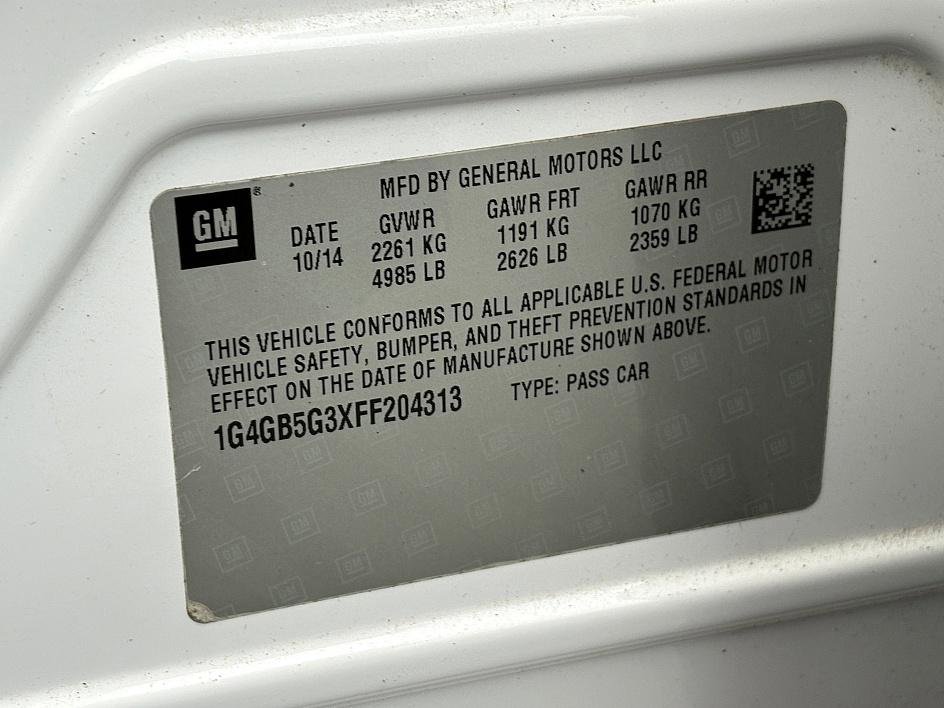 MFD BY GENERAL MOTORS LLC
GM®
DATE GVWR GAWR FRT GAWR RR
10/14 2261 KG 1191 KG 1070 KG
4985 LB 2626 LB 2359 LB
THIS VEHICLE CONFORMS TO ALL APPLICABLE U.S. FEDERAL MOTOR
VEHICLE SAFETY, BUMPER, AND THEFT PREVENTION STANDARDS IN
EFFECT ON THE DATE OF MANUFACTURE SHOWN ABOVE.
1G4GB5G3XFF204313 TYPE: PASS CAR